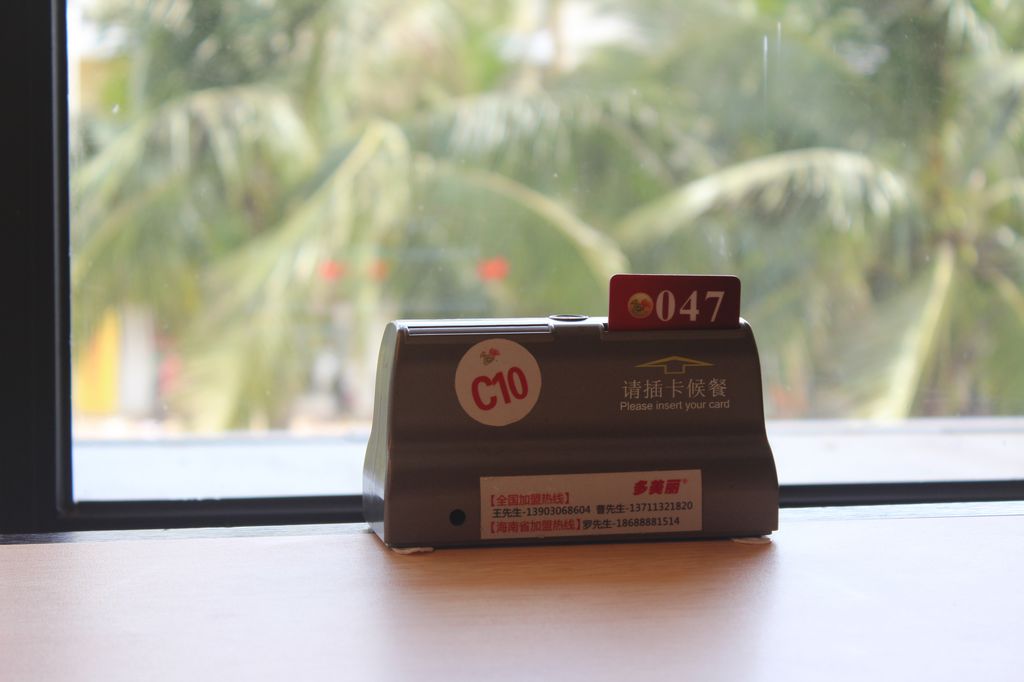 047
C10
请插卡候餐
Please insert your card
多美丽
【全国加盟热线】
王先生-13903068604 曹先生-13711321820
【海南省加盟热线】罗先生-18688881514